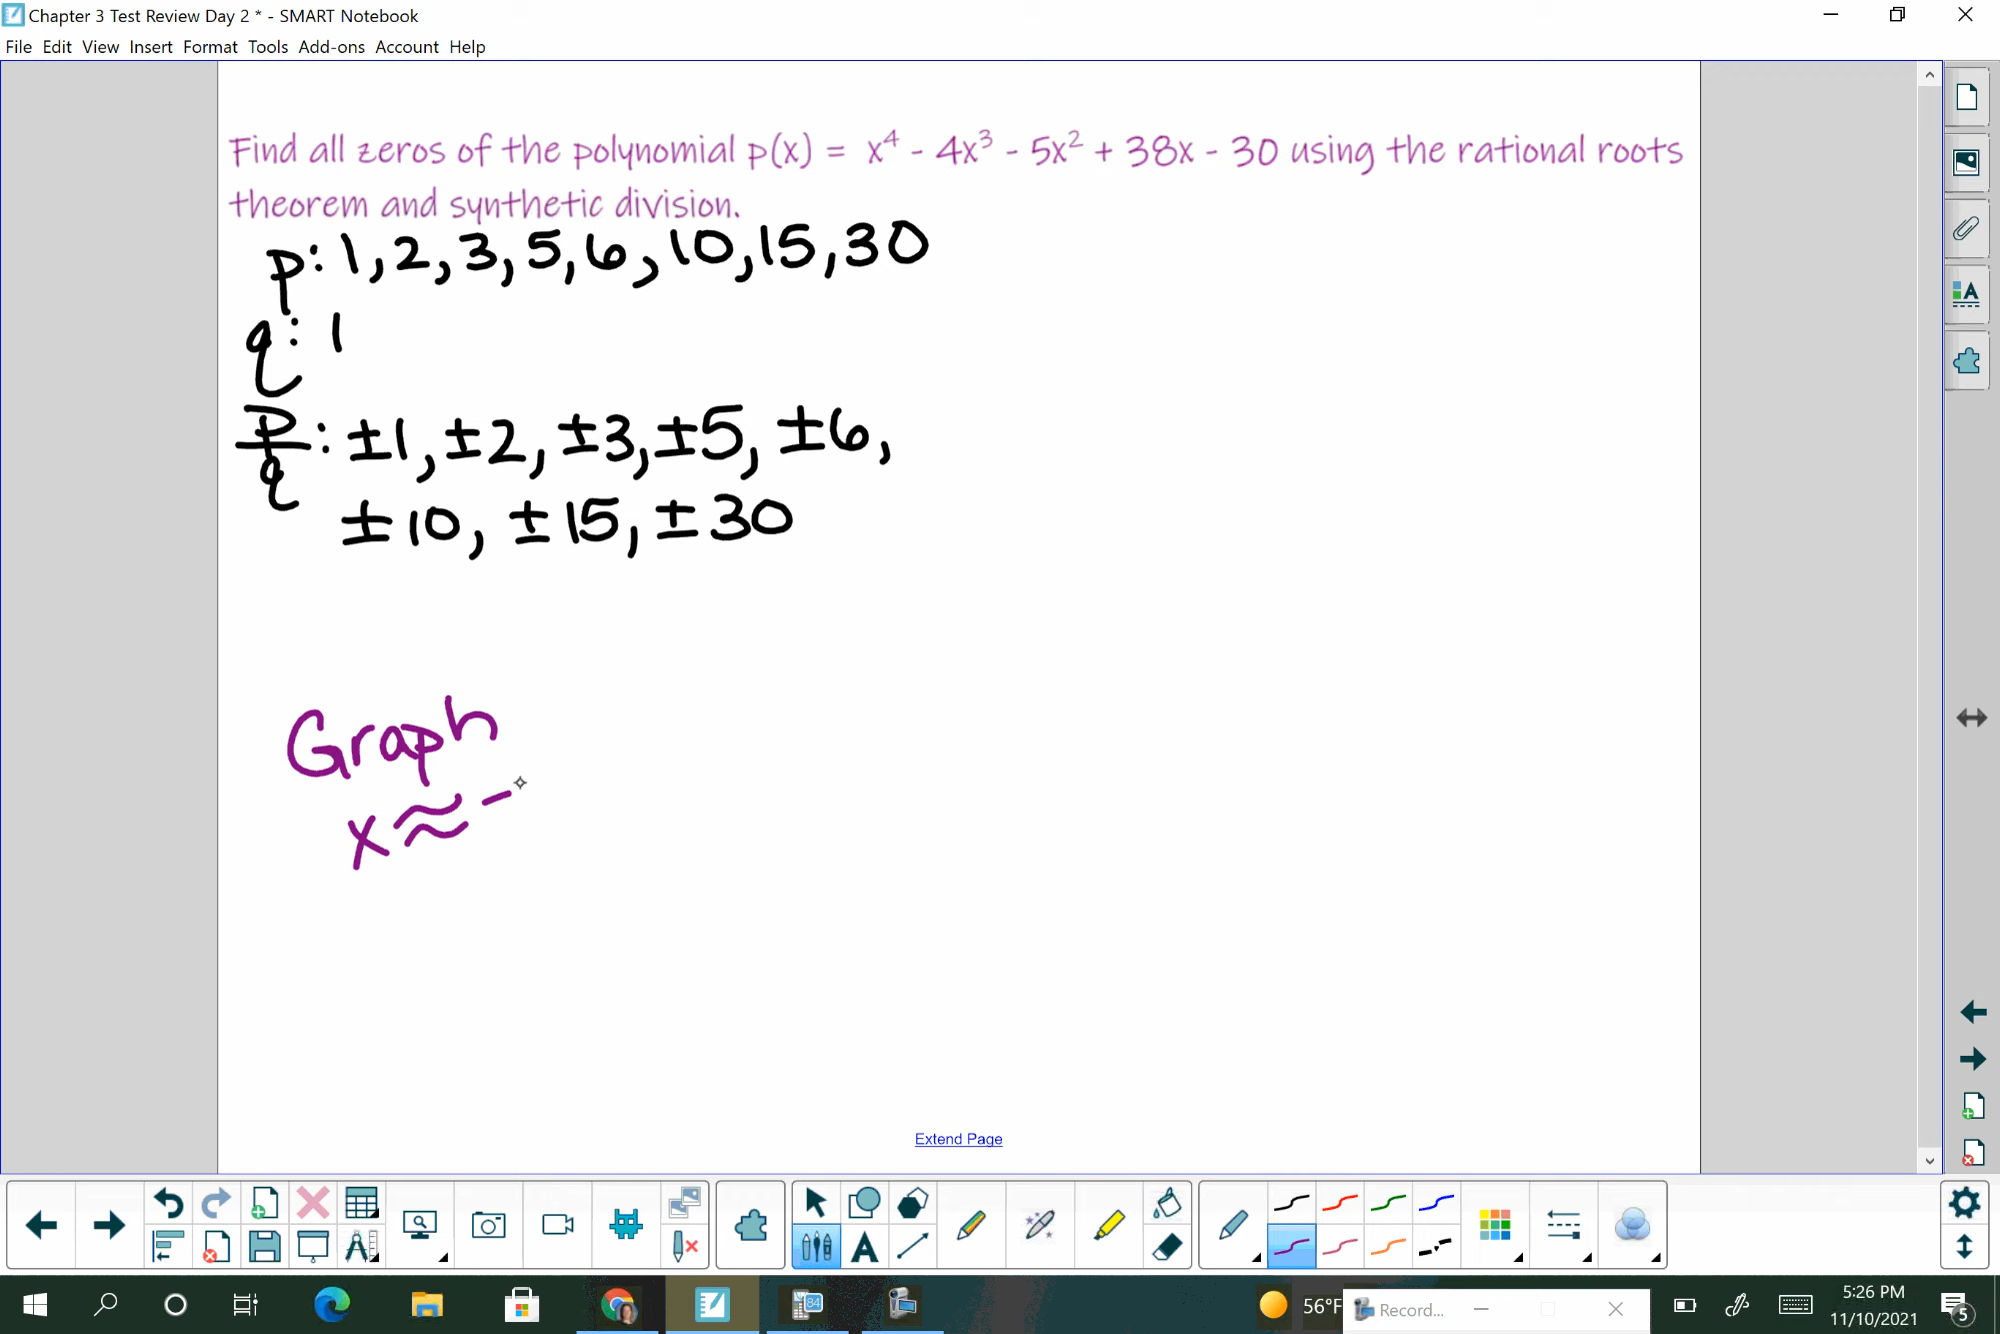 Chapter 3 Test Review Day 2 * - SMART Notebook
File Edit View Insert Format Tools Add-ons Account Help
Find all zeros of the polynomial p(x) = x⁴ - 4x³ - 5x² + 38x - 30 using the rational roots
theorem and synthetic division.
p: 1, 2, 3, 5, 6, 10, 15, 30
q: 1
p/q: ±1, ±2, ±3, ±5, ±6,
±10, ±15, ±30
Graph
x ≈ -
Extend Page
A
A
84
56°F
Record...
5:26 PM
11/10/2021
5